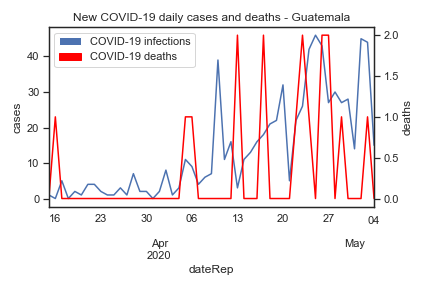 New COVID-19 daily cases and deaths - Guatemala
COVID-19 infections
COVID-19 deaths
cases
40
30
20
10
0
deaths
2.0
1.5
1.0
0.5
0.0
16 23 30 06 13 20 27 04
Apr May
2020
dateRep